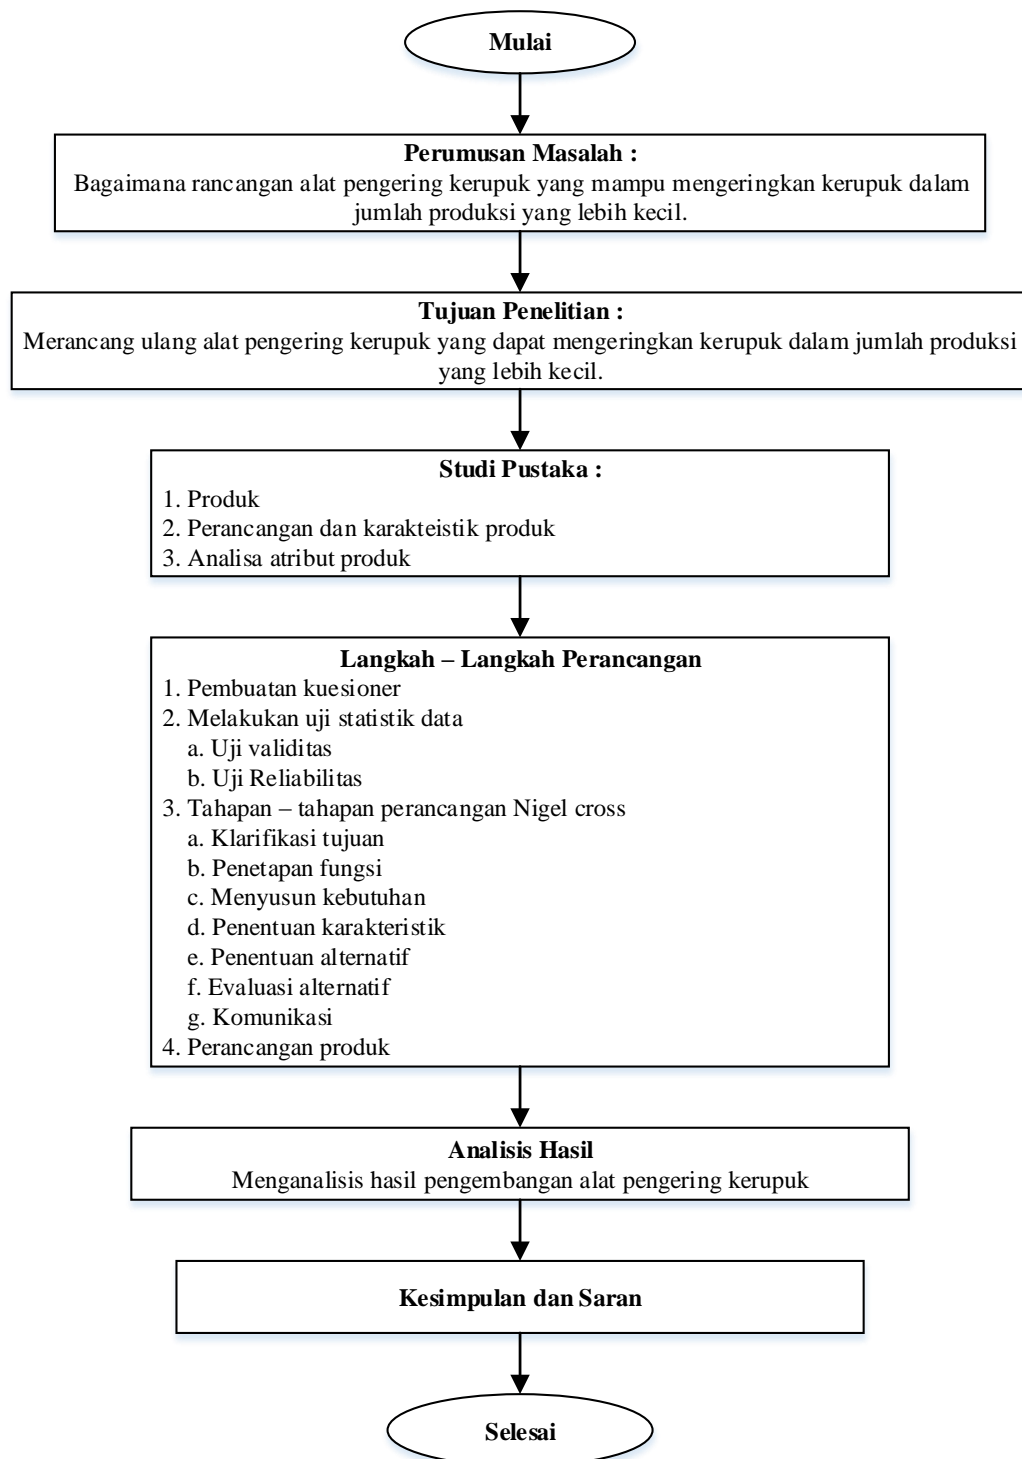 Mulai
Perumusan Masalah :
Bagaimana rancangan alat pengering kerupuk yang mampu mengeringkan kerupuk dalam
jumlah produksi yang lebih kecil.
Tujuan Penelitian :
Merancang ulang alat pengering kerupuk yang dapat mengeringkan kerupuk dalam jumlah produksi
yang lebih kecil.
Studi Pustaka :
1. Produk
2. Perancangan dan karakteistik produk
3. Analisa atribut produk
Langkah – Langkah Perancangan
1. Pembuatan kuesioner
2. Melakukan uji statistik data
a. Uji validitas
b. Uji Reliabilitas
3. Tahapan – tahapan perancangan Nigel cross
a. Klarifikasi tujuan
b. Penetapan fungsi
c. Menyusun kebutuhan
d. Penentuan karakteristik
e. Penentuan alternatif
f. Evaluasi alternatif
g. Komunikasi
4. Perancangan produk
Analisis Hasil
Menganalisis hasil pengembangan alat pengering kerupuk
Kesimpulan dan Saran
Selesai